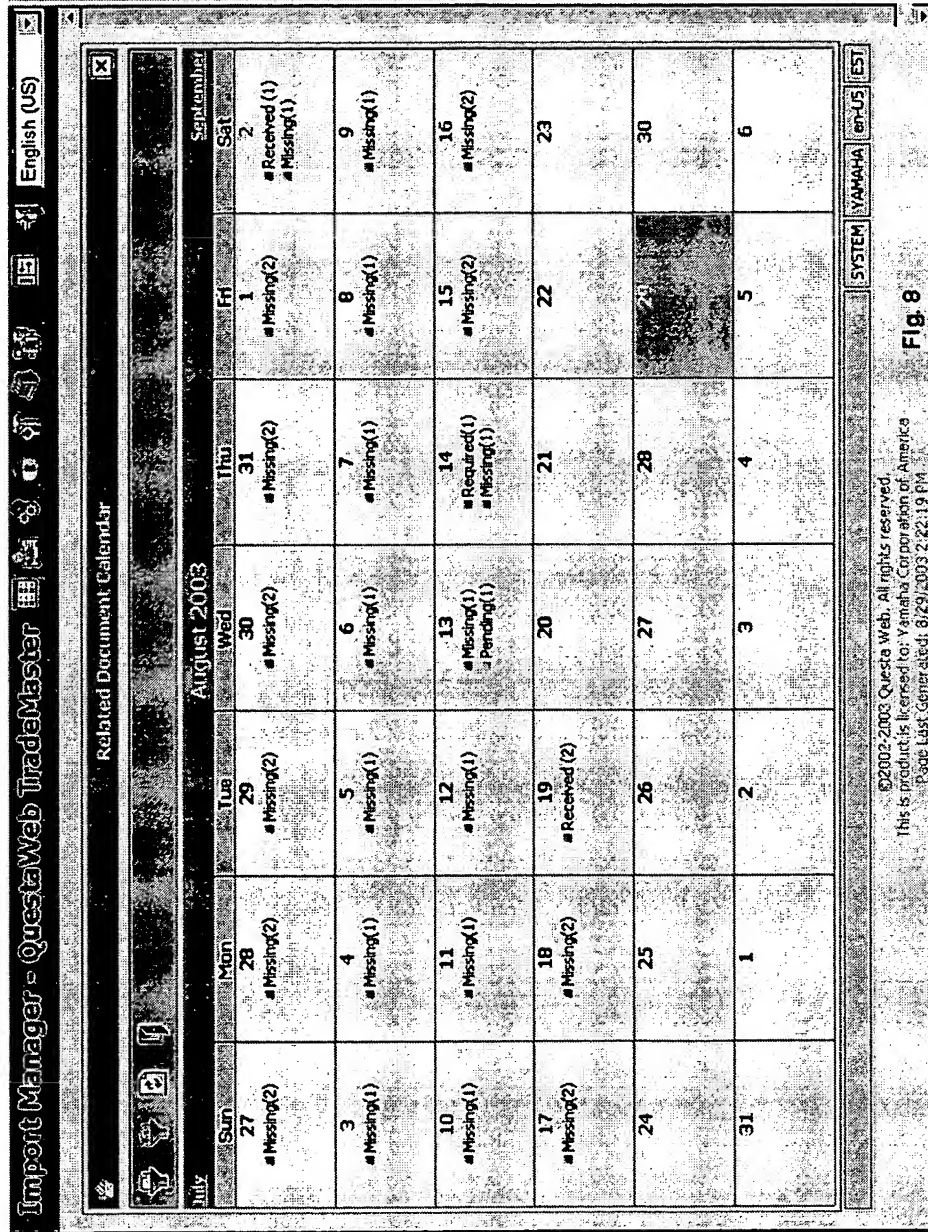 Import Manager - QuestaWeb TradeMaster English (US)
Related Document Calendar
July August 2003 September
Sun Mon Tue Wed Thu Fri Sat
27 28 29 30 31 1 2
Missing(2) Missing(2) Missing(2) Missing(2) Missing(2) Missing(2) Received (1)
Missing(1)
3 4 5 6 7 8 9
Missing(1) Missing(1) Missing(1) Missing(1) Missing(1) Missing(1) Missing(1)
10 11 12 13 14 15 16
Missing(1) Missing(1) Missing(1) Missing(1) Required(1) Missing(2) Missing(2)
Pending(1) Missing(1)
17 18 19 20 21 22 23
Missing(2) Missing(2) Received (2)
24 25 26 27 28 29 30
31 1 2 3 4 5 6
SYSTEM YAMAHA en-US EST
©2002-2003 Questa Web. All rights reserved.
This is product is licensed to: Yamaha Corporation of America
Page Last Generated: 8/29/2003 2:22:19 PM
Fig. 8